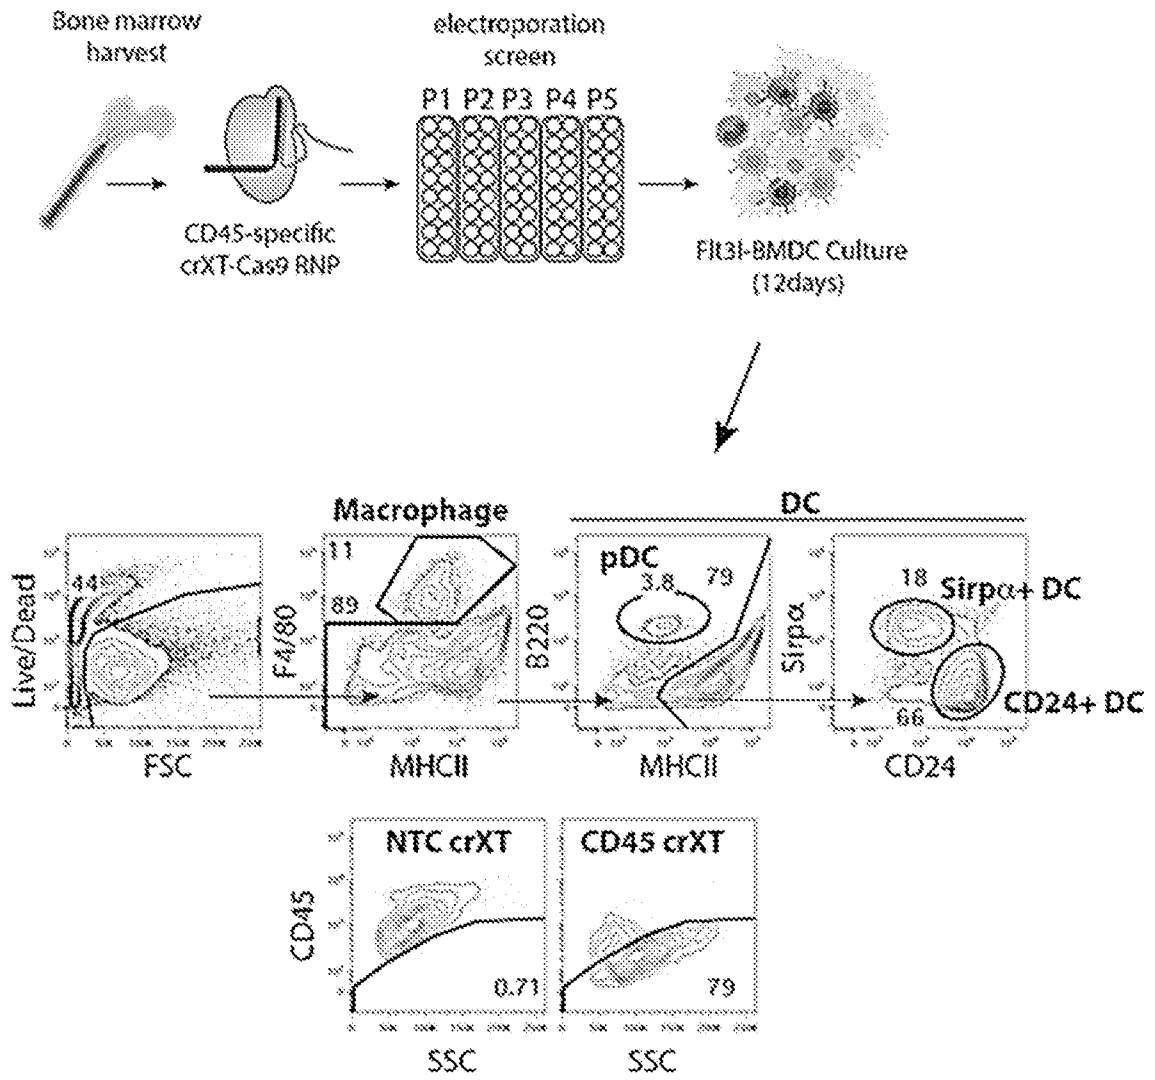 Bone marrow
harvest
electroporation
screen
P1 P2 P3 P4 P5
CD45-specific
crXT-Cas9 RNP
Flt3l-BMDC Culture
(12days)
Macrophage
DC
44
11
89
pDC
3.8
79
18
Sirpα+ DC
66
CD24+ DC
Live/Dead
F4/80
B220
Sirpα
0 50K
FSC
MHCII
MHCII
CD24
NTC crXT
CD45 crXT
CD45
0.71
79
SSC
SSC